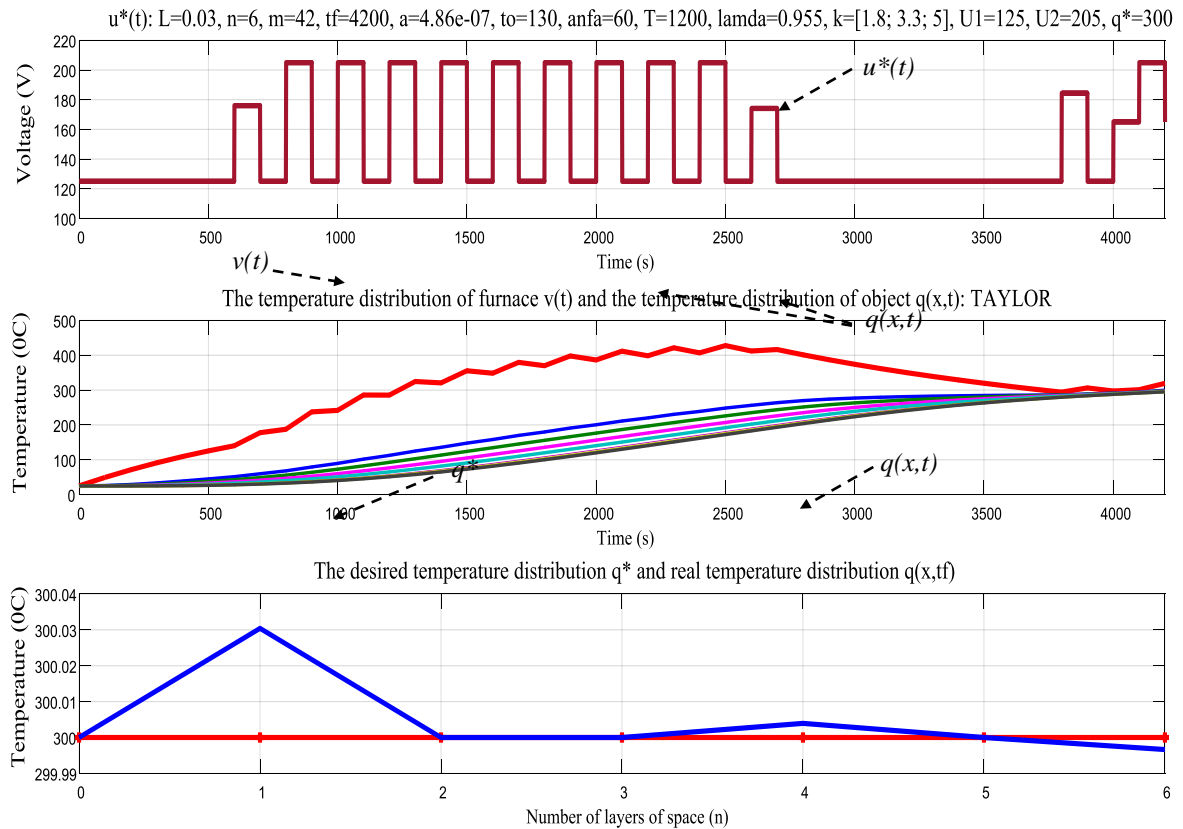 u*(t): L=0.03, n=6, m=42, tf=4200, a=4.86e-07, to=130, anfa=60, T=1200, lamda=0.955, k=[1.8; 3.3; 5], U1=125, U2=205, q*=300
220
200
180
160
140
120
100
Voltage (V)
u*(t)
0 500 1000 1500 2000 2500 3000 3500 4000
Time (s)
v(t)
The temperature distribution of furnace v(t) and the temperature distribution of object q(x,t): TAYLOR
q(x,t)
500
400
300
200
100
0
Temperature (0C)
q*
q(x,t)
0 500 1000 1500 2000 2500 3000 3500 4000
Time (s)
The desired temperature distribution q* and real temperature distribution q(x,tf)
300.04
300.03
300.02
300.01
300
299.99
Temperature (0C)
0 1 2 3 4 5 6
Number of layers of space (n)